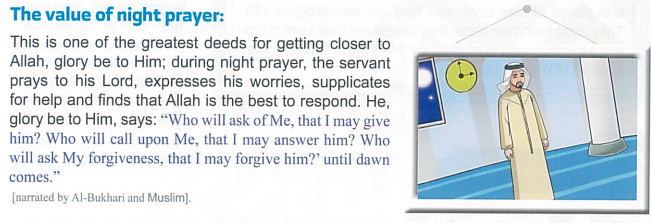 The value of night prayer:
This is one of the greatest deeds for getting closer to
Allah, glory be to Him; during night prayer, the servant
prays to his Lord, expresses his worries, supplicates
for help and finds that Allah is the best to respond. He,
glory be to Him, says: “Who will ask of Me, that I may give
him? Who will call upon Me, that I may answer him? Who
will ask My forgiveness, that I may forgive him?’ until dawn
comes.”
[narrated by Al-Bukhari and Muslim].